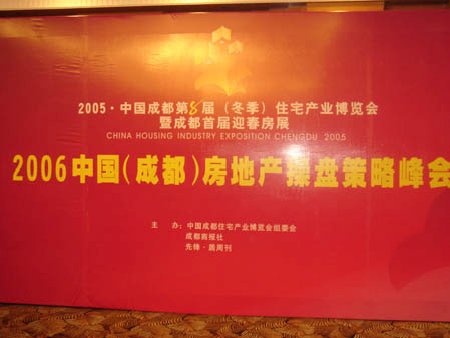 2005·中国成都第8届（冬季）住宅产业博览会
暨成都首届迎春房展
CHINA HOUSING INDUSTRY EXPOSITION CHENGDU 2005
2006中国(成都)房地产操盘策略峰会
主 办：中国成都住宅产业博览会组委会
成都商报社
先锋·居周刊